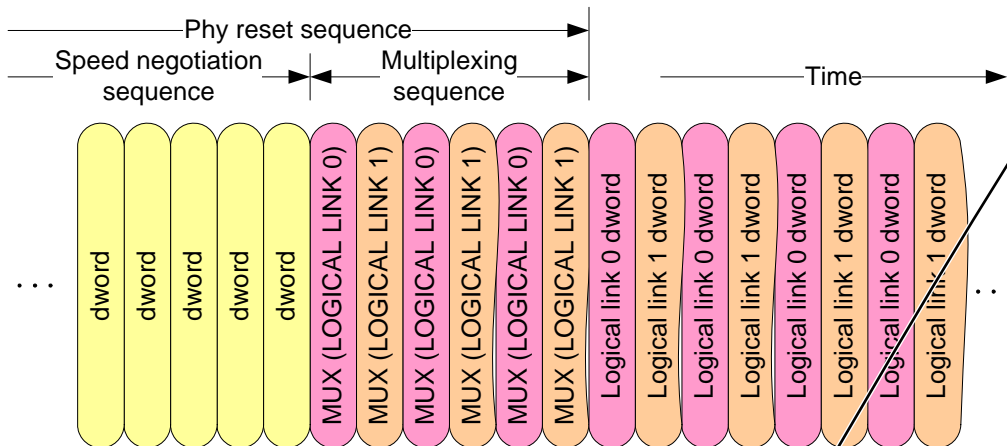 Phy reset sequence
Speed negotiation
sequence
Multiplexing
sequence
Time
. . .
dword
dword
dword
dword
dword
MUX (LOGICAL LINK 0)
MUX (LOGICAL LINK 1)
MUX (LOGICAL LINK 0)
MUX (LOGICAL LINK 1)
MUX (LOGICAL LINK 0)
MUX (LOGICAL LINK 1)
Logical link 0 dword
Logical link 1 dword
Logical link 0 dword
Logical link 1 dword
Logical link 0 dword
Logical link 1 dword
Logical link 0 dword
Logical link 1 dword
. .